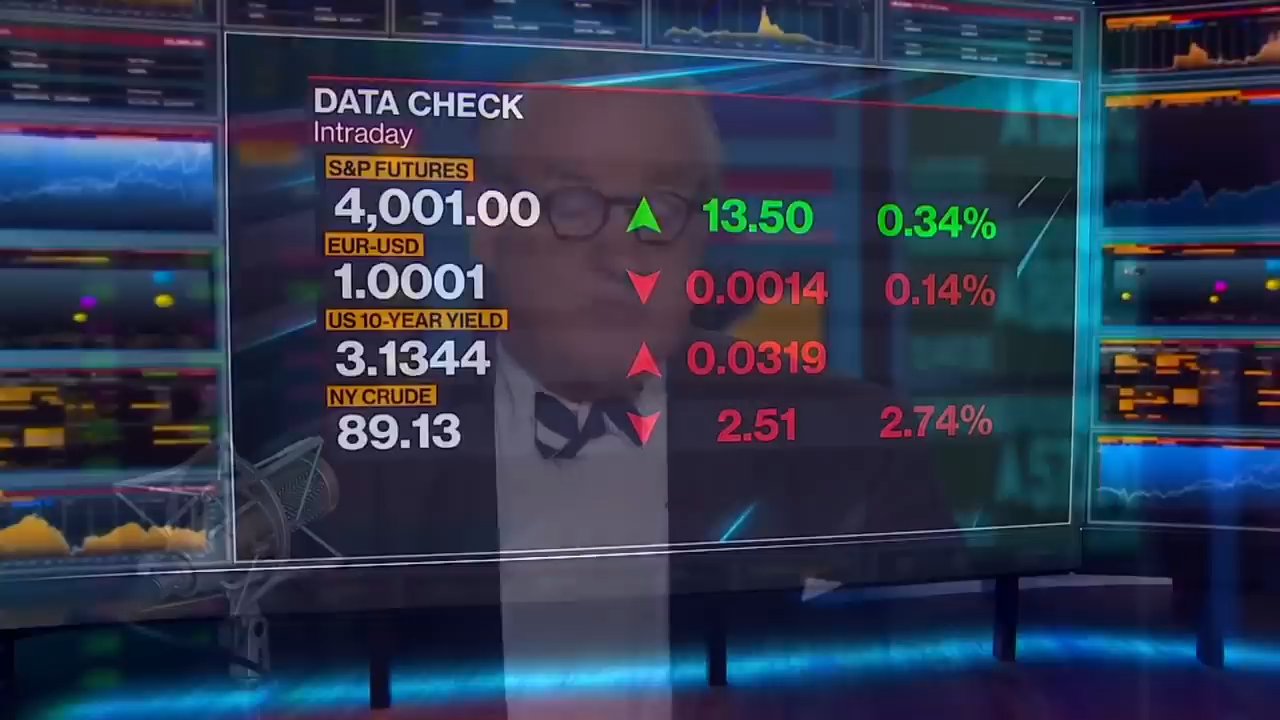 DATA CHECK
Intraday
S&P FUTURES
4,001.00 13.50 0.34%
EUR-USD
1.0001 0.0014 0.14%
US 10-YEAR YIELD
3.1344 0.0319
NY CRUDE
89.13 2.51 2.74%